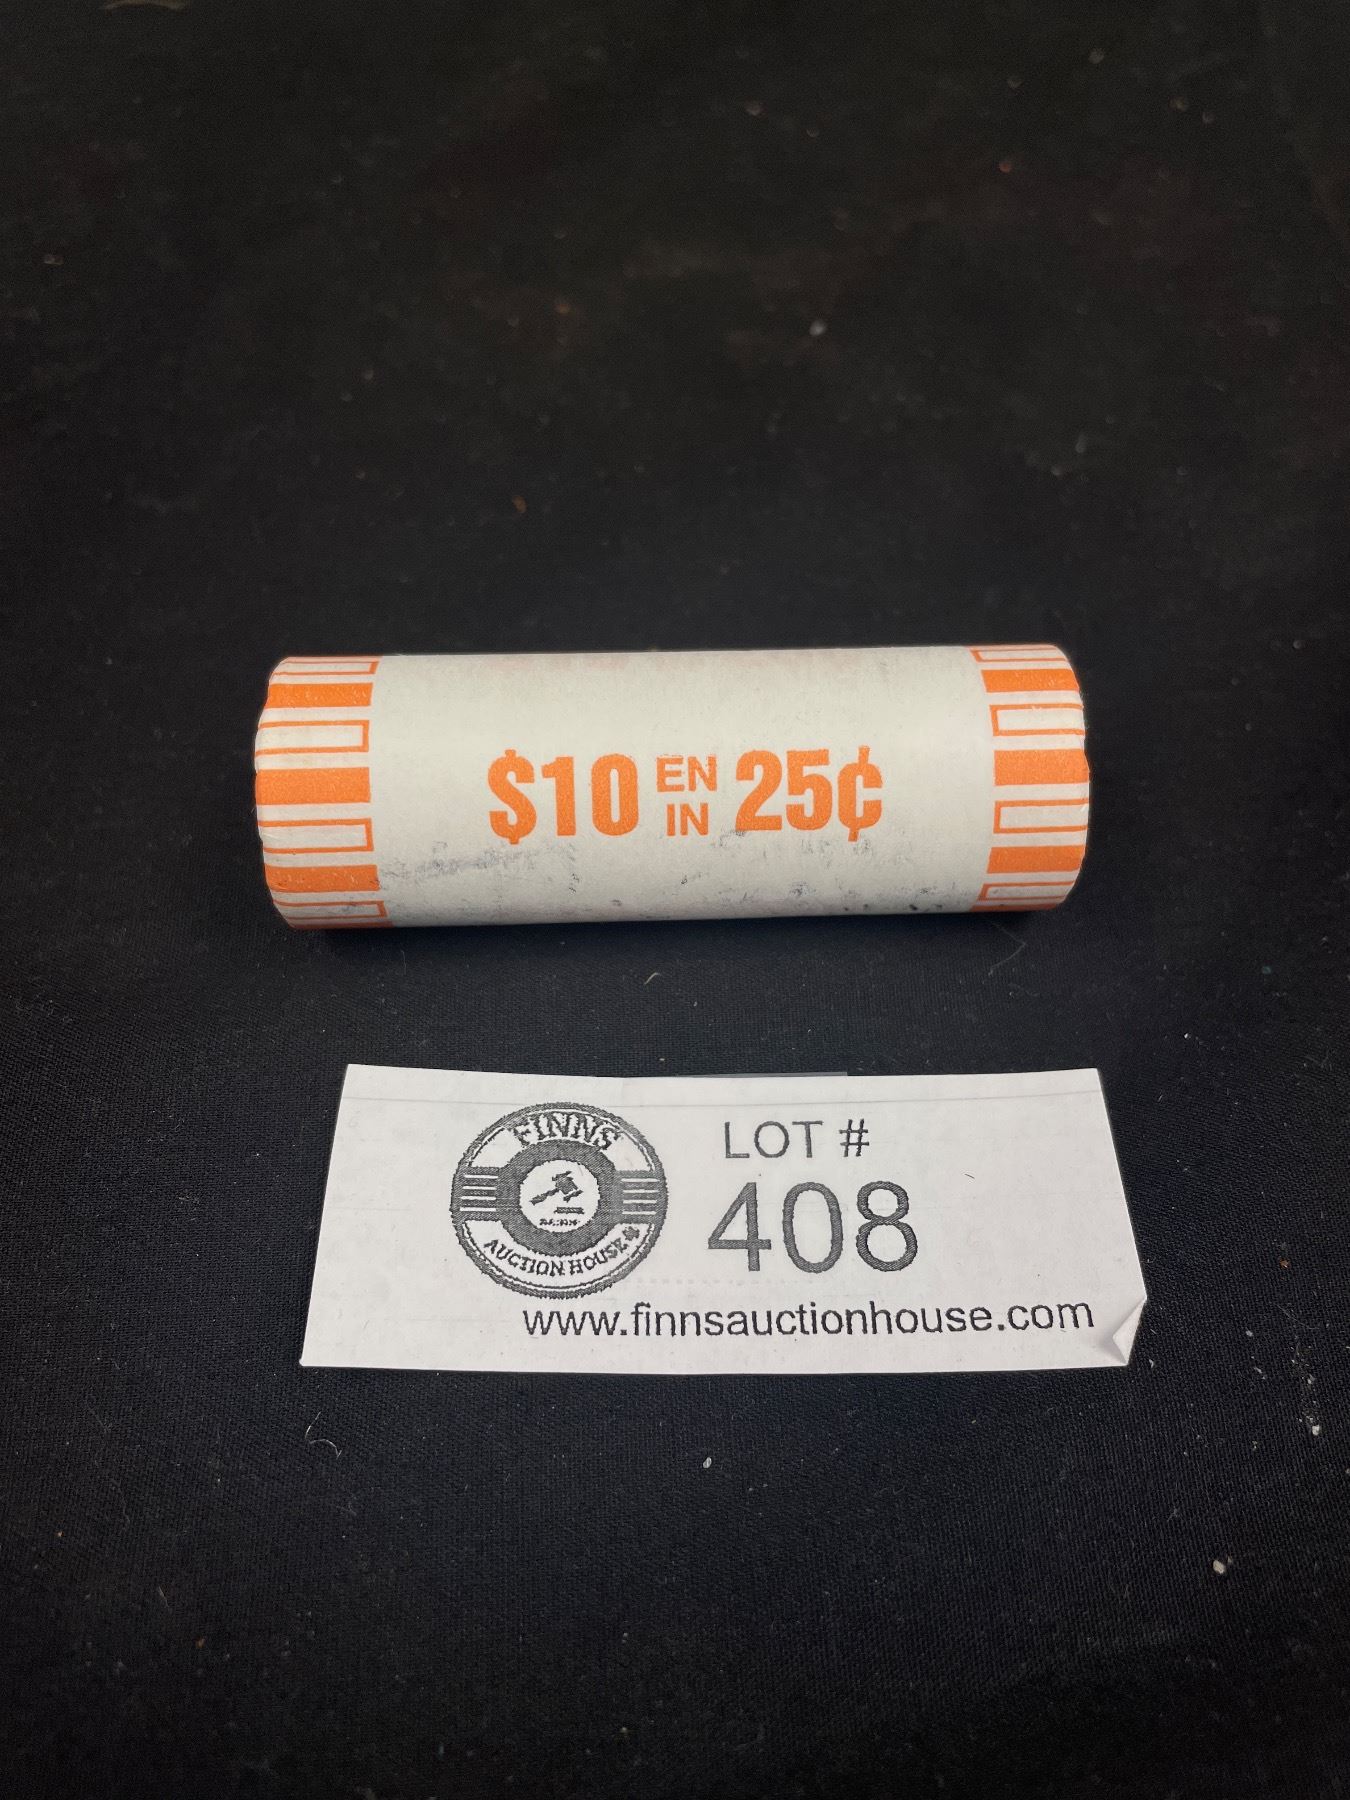 $10 EN IN 25¢
FINNS
AUCTION HOUSE
LOT #
408
www.finnsauctionhouse.com